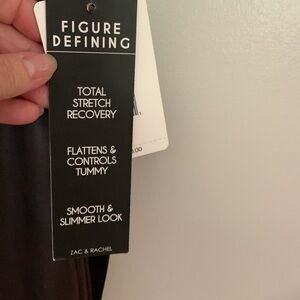 FIGURE
DEFINING
TOTAL
STRETCH
RECOVERY
FLATTENS &
CONTROLS
TUMMY
SMOOTH &
SLIMMER LOOK
ZAC & RACHEL